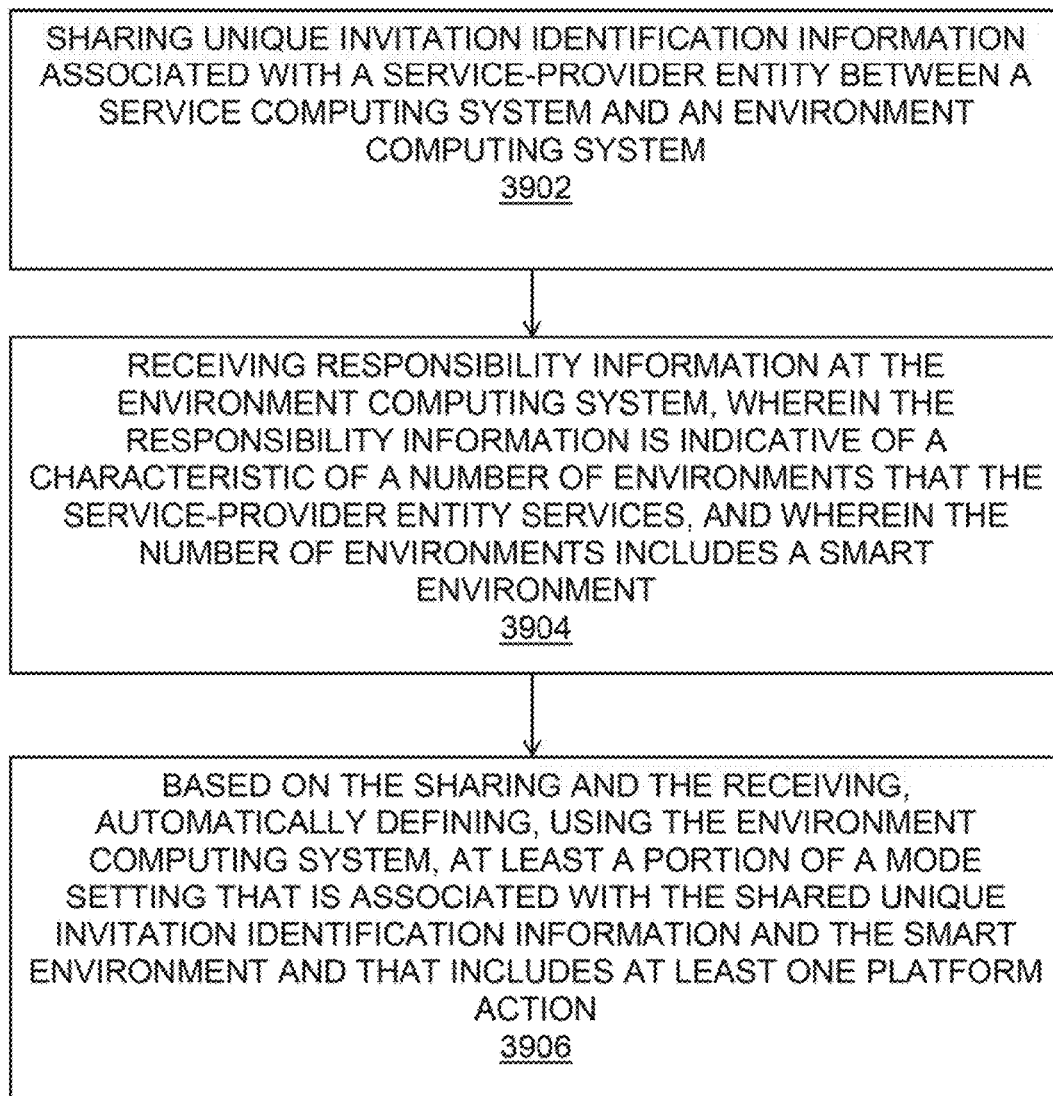 SHARING UNIQUE INVITATION IDENTIFICATION INFORMATION
ASSOCIATED WITH A SERVICE-PROVIDER ENTITY BETWEEN A
SERVICE COMPUTING SYSTEM AND AN ENVIRONMENT
COMPUTING SYSTEM
3902
RECEIVING RESPONSIBILITY INFORMATION AT THE
ENVIRONMENT COMPUTING SYSTEM, WHEREIN THE
RESPONSIBILITY INFORMATION IS INDICATIVE OF A
CHARACTERISTIC OF A NUMBER OF ENVIRONMENTS THAT THE
SERVICE-PROVIDER ENTITY SERVICES, AND WHEREIN THE
NUMBER OF ENVIRONMENTS INCLUDES A SMART
ENVIRONMENT
3904
BASED ON THE SHARING AND THE RECEIVING,
AUTOMATICALLY DEFINING, USING THE ENVIRONMENT
COMPUTING SYSTEM, AT LEAST A PORTION OF A MODE
SETTING THAT IS ASSOCIATED WITH THE SHARED UNIQUE
INVITATION IDENTIFICATION INFORMATION AND THE SMART
ENVIRONMENT AND THAT INCLUDES AT LEAST ONE PLATFORM
ACTION
3906